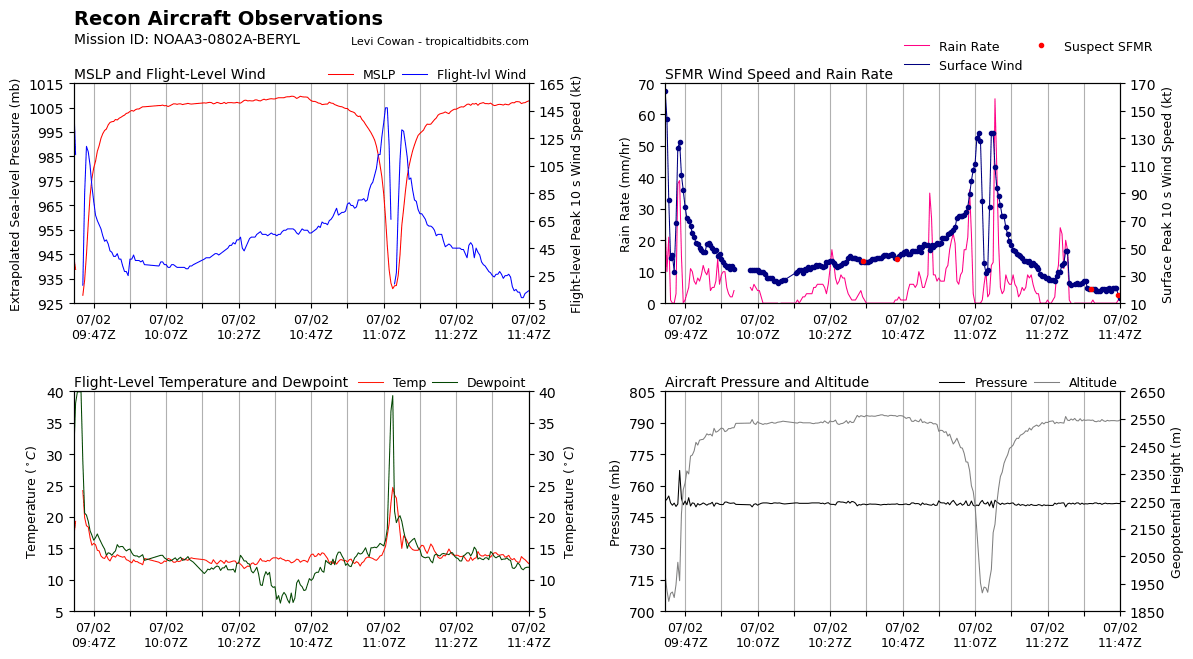 Recon Aircraft Observations
Mission ID: NOAA3-0802A-BERYL
Levi Cowan - tropicaltidbits.com
MSLP and Flight-Level Wind
MSLP
Flight-lvl Wind
Extrapolated Sea-level Pressure (mb)
1015
1005
995
985
975
965
955
945
935
925
165
145
125
105
85
65
45
25
5
Flight-level Peak 10 s Wind Speed (kt)
07/02 07/02 07/02 07/02 07/02 07/02 07/02
09:47Z 10:07Z 10:27Z 10:47Z 11:07Z 11:27Z 11:47Z
SFMR Wind Speed and Rain Rate
Rain Rate
Suspect SFMR
Surface Wind
Rain Rate (mm/hr)
70
60
50
40
30
20
10
0
170
150
130
110
90
70
50
30
10
Surface Peak 10 s Wind Speed (kt)
07/02 07/02 07/02 07/02 07/02 07/02 07/02
09:47Z 10:07Z 10:27Z 10:47Z 11:07Z 11:27Z 11:47Z
Flight-Level Temperature and Dewpoint
Temp
Dewpoint
Temperature (°C)
40
35
30
25
20
15
10
5
40
35
30
25
20
15
10
5
Temperature (°C)
07/02 07/02 07/02 07/02 07/02 07/02 07/02
09:47Z 10:07Z 10:27Z 10:47Z 11:07Z 11:27Z 11:47Z
Aircraft Pressure and Altitude
Pressure
Altitude
Pressure (mb)
805
790
775
760
745
730
715
700
2650
2550
2450
2350
2250
2150
2050
1950
1850
Geopotential Height (m)
07/02 07/02 07/02 07/02 07/02 07/02 07/02
09:47Z 10:07Z 10:27Z 10:47Z 11:07Z 11:27Z 11:47Z